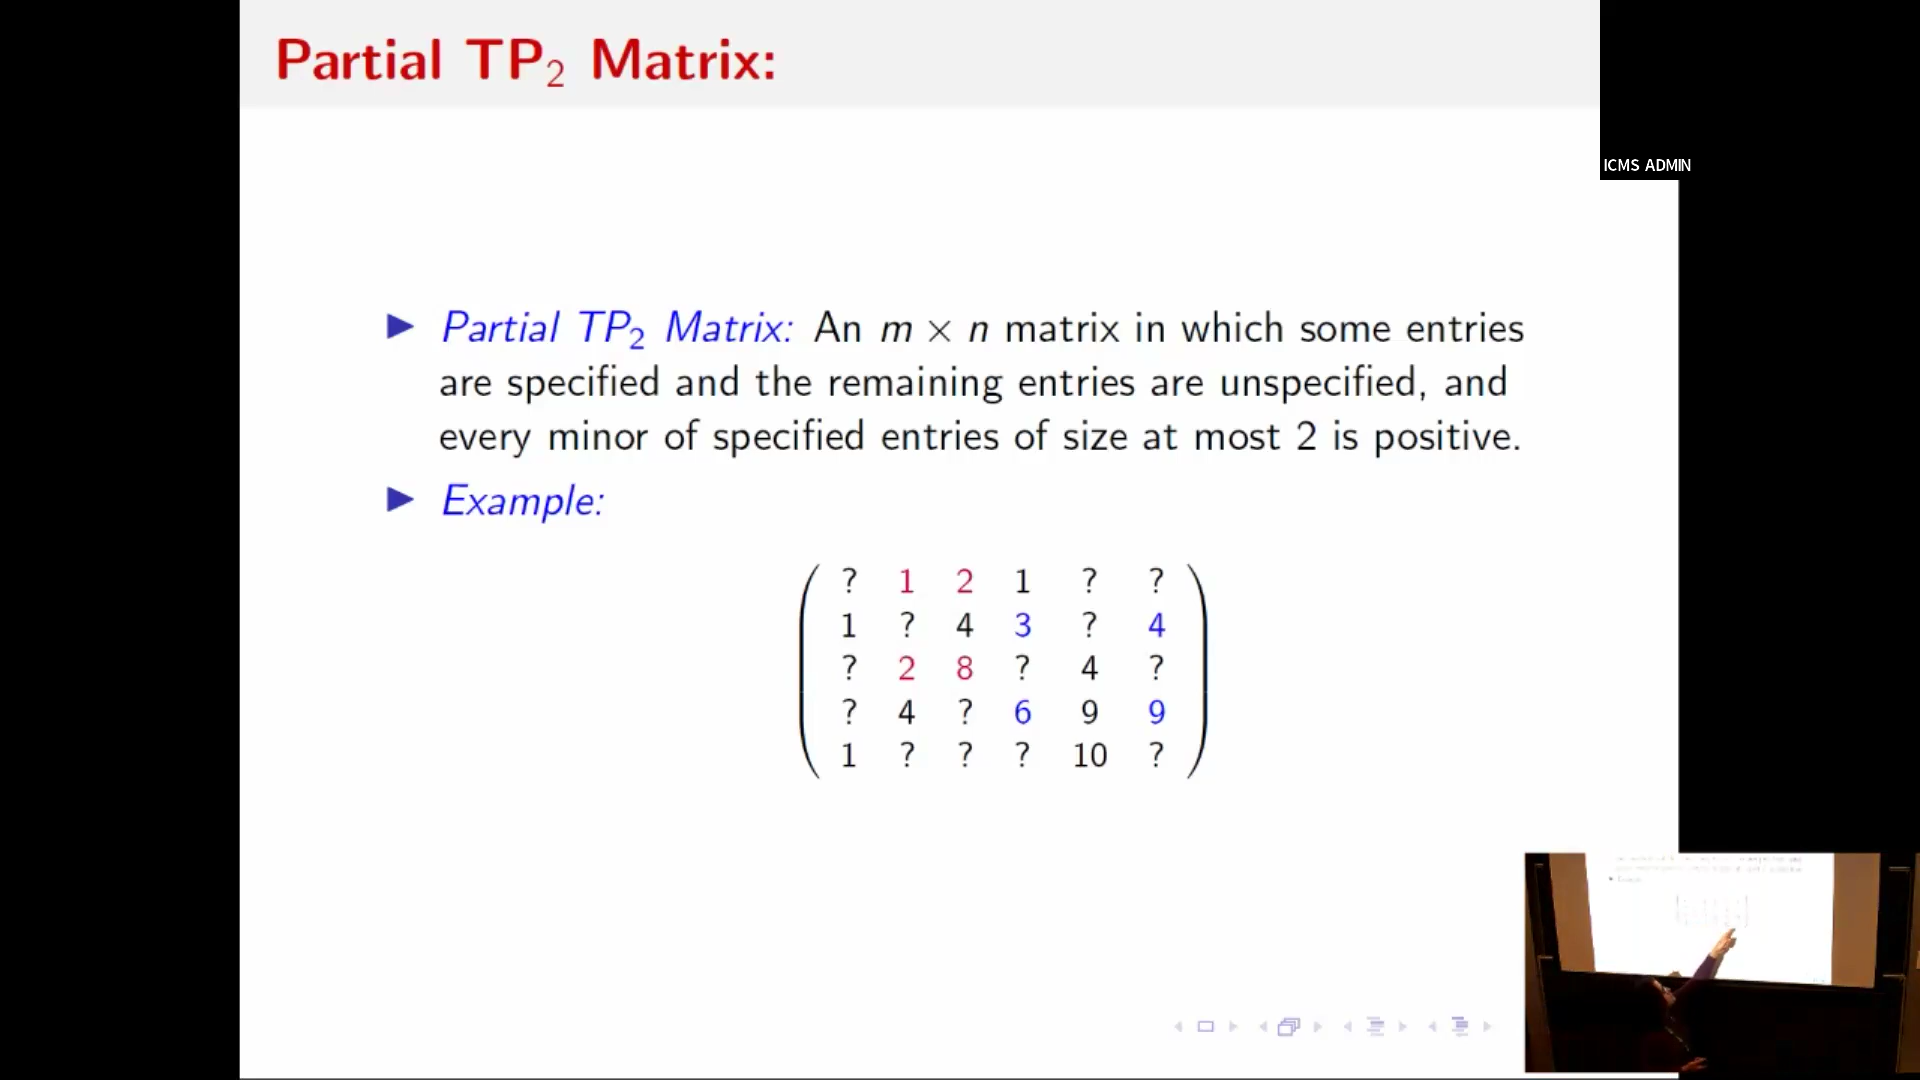 Partial TP₂ Matrix:
ICMS ADMIN
▶ Partial TP₂ Matrix: An m × n matrix in which some entries
are specified and the remaining entries are unspecified, and
every minor of specified entries of size at most 2 is positive.
▶ Example:
? 1 2 1 ? ?
1 ? 4 3 ? 4
? 2 8 ? 4 ?
? 4 ? 6 9 9
1 ? ? ? 10 ?